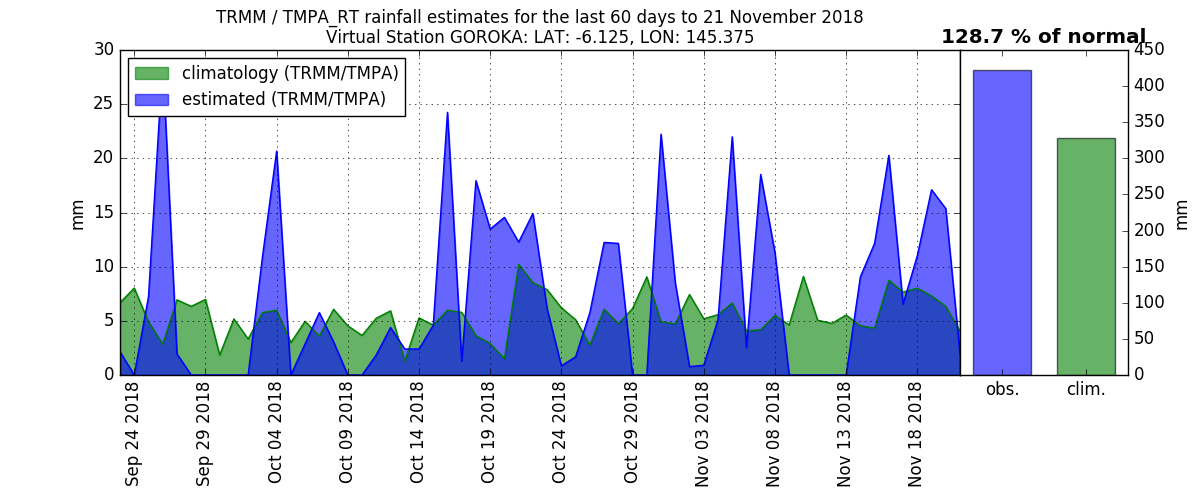 TRMM / TMPA_RT rainfall estimates for the last 60 days to 21 November 2018
Virtual Station GOROKA: LAT: -6.125, LON: 145.375
128.7 % of normal
climatology (TRMM/TMPA)
estimated (TRMM/TMPA)
30
25
20
15
10
5
0
mm
Sep 24 2018
Sep 29 2018
Oct 04 2018
Oct 09 2018
Oct 14 2018
Oct 19 2018
Oct 24 2018
Oct 29 2018
Nov 03 2018
Nov 08 2018
Nov 13 2018
Nov 18 2018
obs.
clim.
450
400
350
300
250
200
150
100
50
0
mm